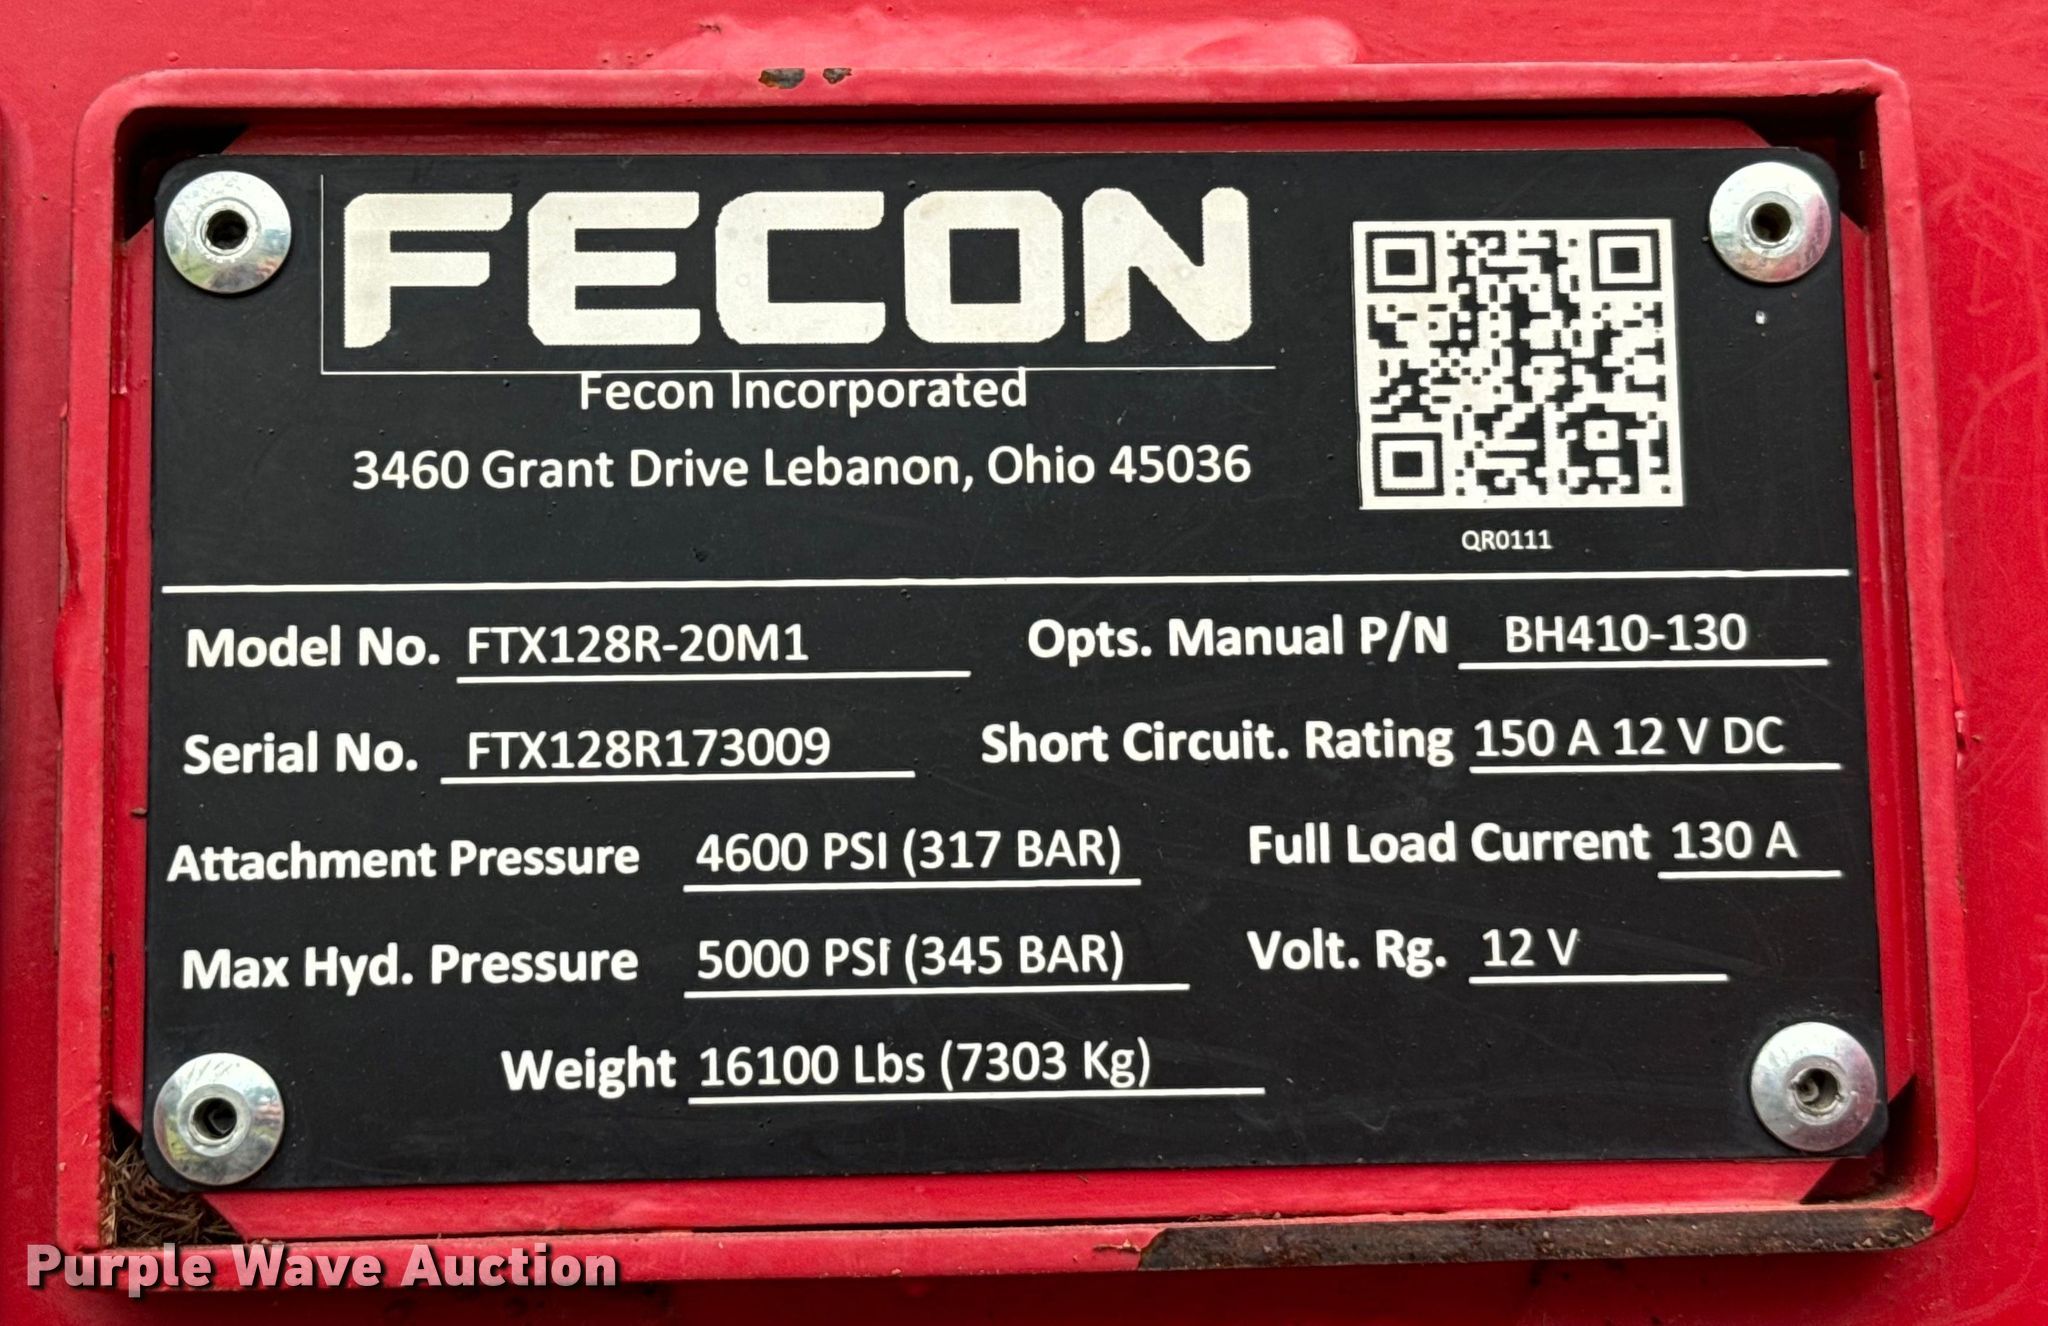 FECON
Fecon Incorporated
3460 Grant Drive Lebanon, Ohio 45036
QR0111
Model No. FTX128R-20M1
Opts. Manual P/N BH410-130
Serial No. FTX128R173009
Short Circuit. Rating 150 A 12 V DC
Attachment Pressure 4600 PSI (317 BAR)
Full Load Current 130 A
Max Hyd. Pressure 5000 PSI (345 BAR)
Volt. Rg. 12 V
Weight 16100 Lbs (7303 Kg)
Purple Wave Auction